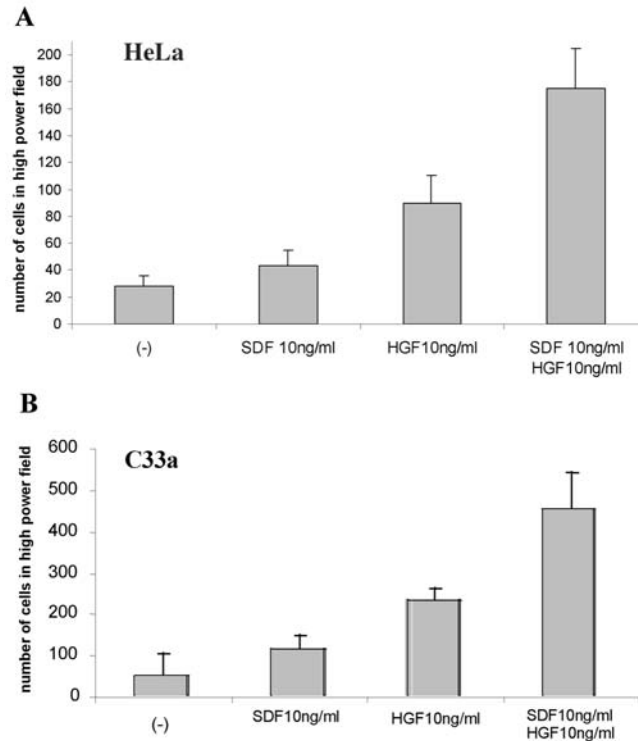 A
HeLa
number of cells in high power field
200
180
160
140
120
100
80
60
40
20
0
(-)
SDF 10ng/ml
HGF10ng/ml
SDF 10ng/ml
HGF10ng/ml
B
C33a
number of cells in high power field
600
500
400
300
200
100
0
(-)
SDF10ng/ml
HGF10ng/ml
SDF10ng/ml
HGF10ng/ml